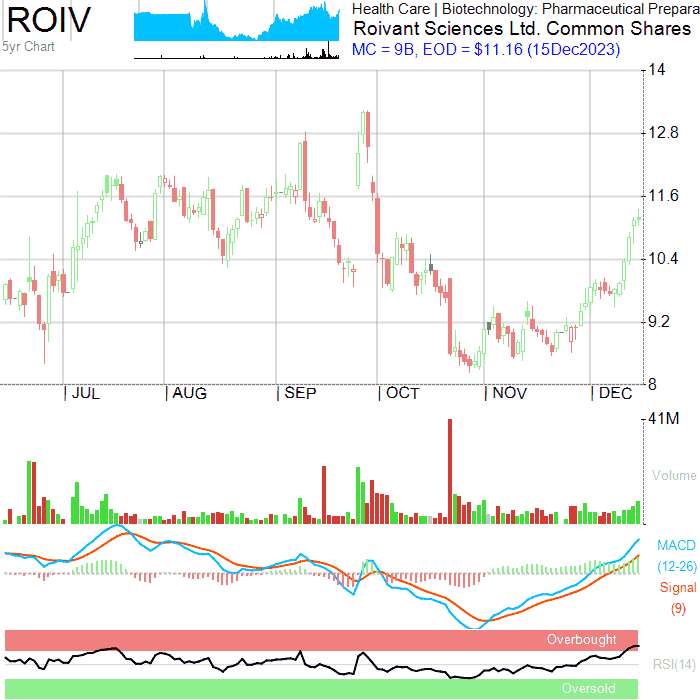 ROIV
5yr Chart
Health Care | Biotechnology: Pharmaceutical Prepara
Roivant Sciences Ltd. Common Shares
MC = 9B, EOD = $11.16 (15Dec2023)
14
12.8
11.6
10.4
9.2
8
| JUL | AUG | SEP | OCT | NOV | DEC
41M
Volume
MACD
(12-26)
Signal
(9)
Overbought
RSI(14)
Oversold